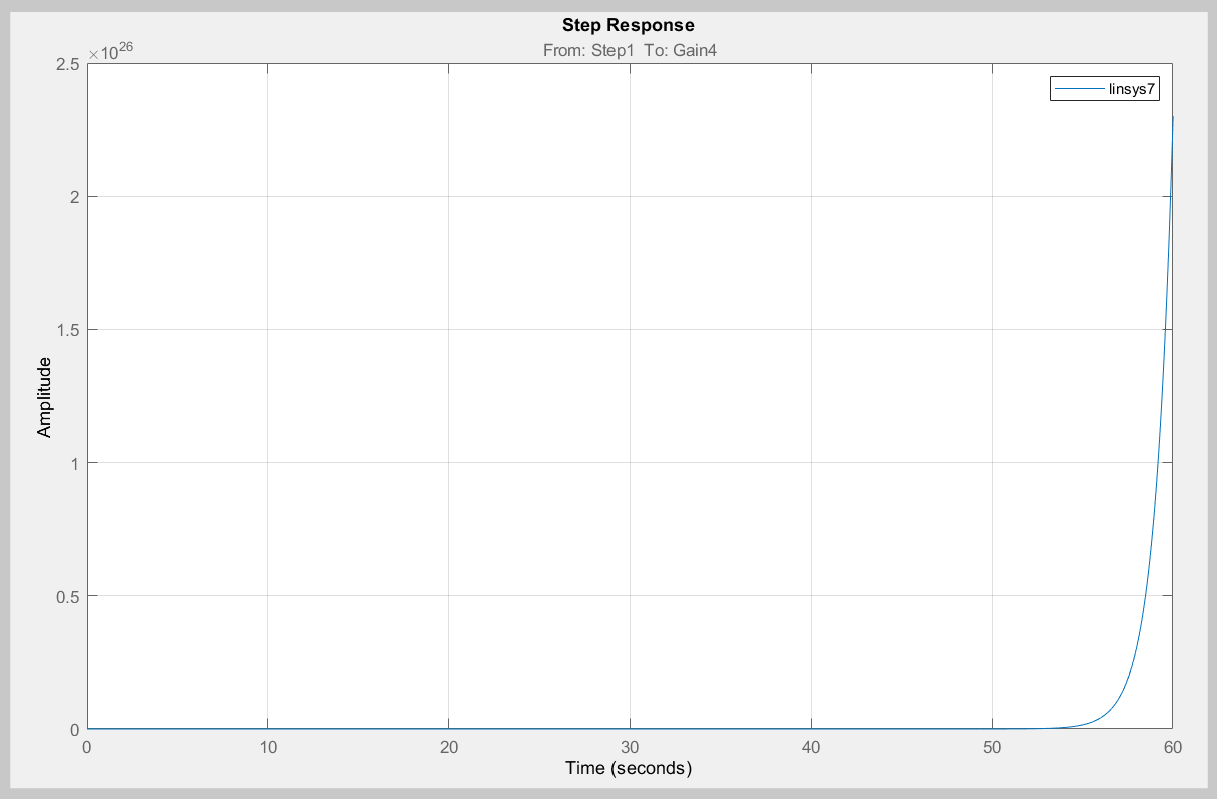 Step Response
From: Step1 To: Gain4
×10^26
2.5
2
1.5
1
0.5
0
linsys7
Amplitude
0 10 20 30 40 50 60
Time (seconds)